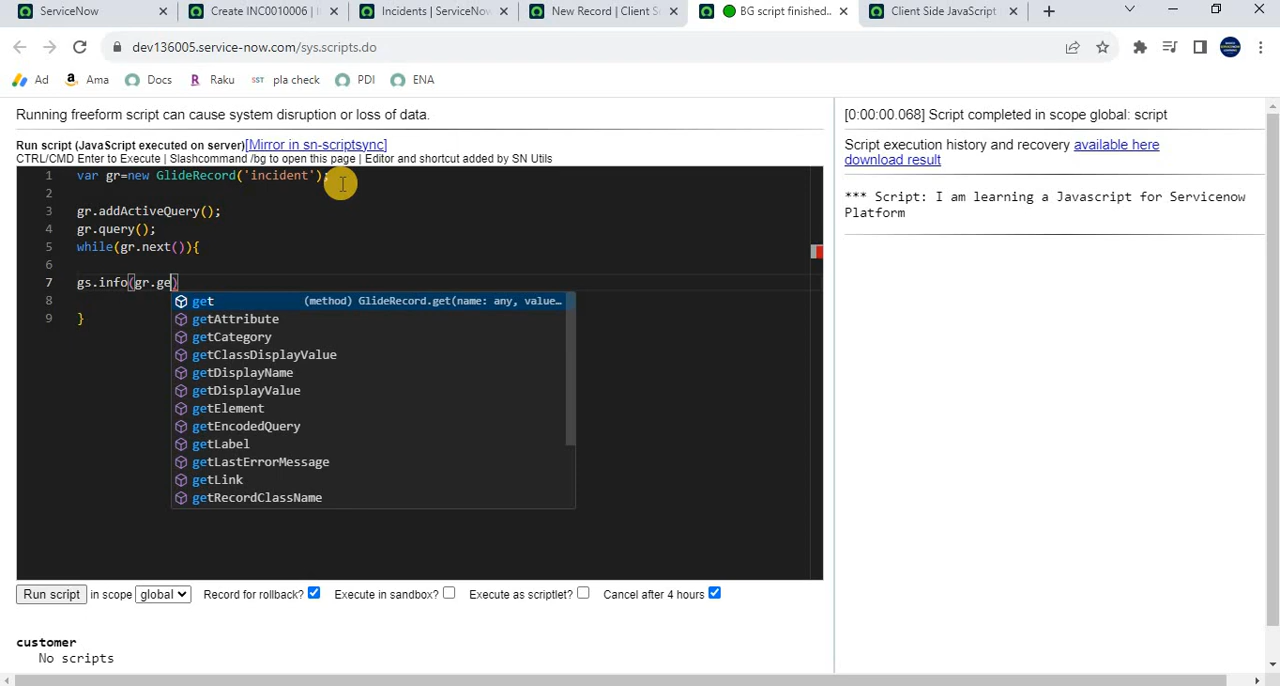 ServiceNow
Create INC0010006 | I
Incidents | ServiceNow
New Record | Client S
BG script finished..
Client Side JavaScript
dev136005.service-now.com/sys.scripts.do
Ad
Ama
Docs
Raku
SST
pla check
PDI
ENA
Running freeform script can cause system disruption or loss of data.
Run script (JavaScript executed on server)[Mirror in sn-scriptsync]
CTRL/CMD Enter to Execute | Slashcommand /bg to open this page | Editor and shortcut added by SN Utils
1 var gr=new GlideRecord('incident');
2
3 gr.addActiveQuery();
4 gr.query();
5 while(gr.next()){
6
7 gs.info(gr.ge)
8
9 }
get (method) GlideRecord.get(name: any, value…
getAttribute
getCategory
getClassDisplayValue
getDisplayName
getDisplayValue
getElement
getEncodedQuery
getLabel
getLastErrorMessage
getLink
getRecordClassName
Run script in scope global Record for rollback? Execute in sandbox? Execute as scriptlet? Cancel after 4 hours
customer
No scripts
[0:00:00.068] Script completed in scope global: script
Script execution history and recovery available here
download result
*** Script: I am learning a Javascript for Servicenow
Platform